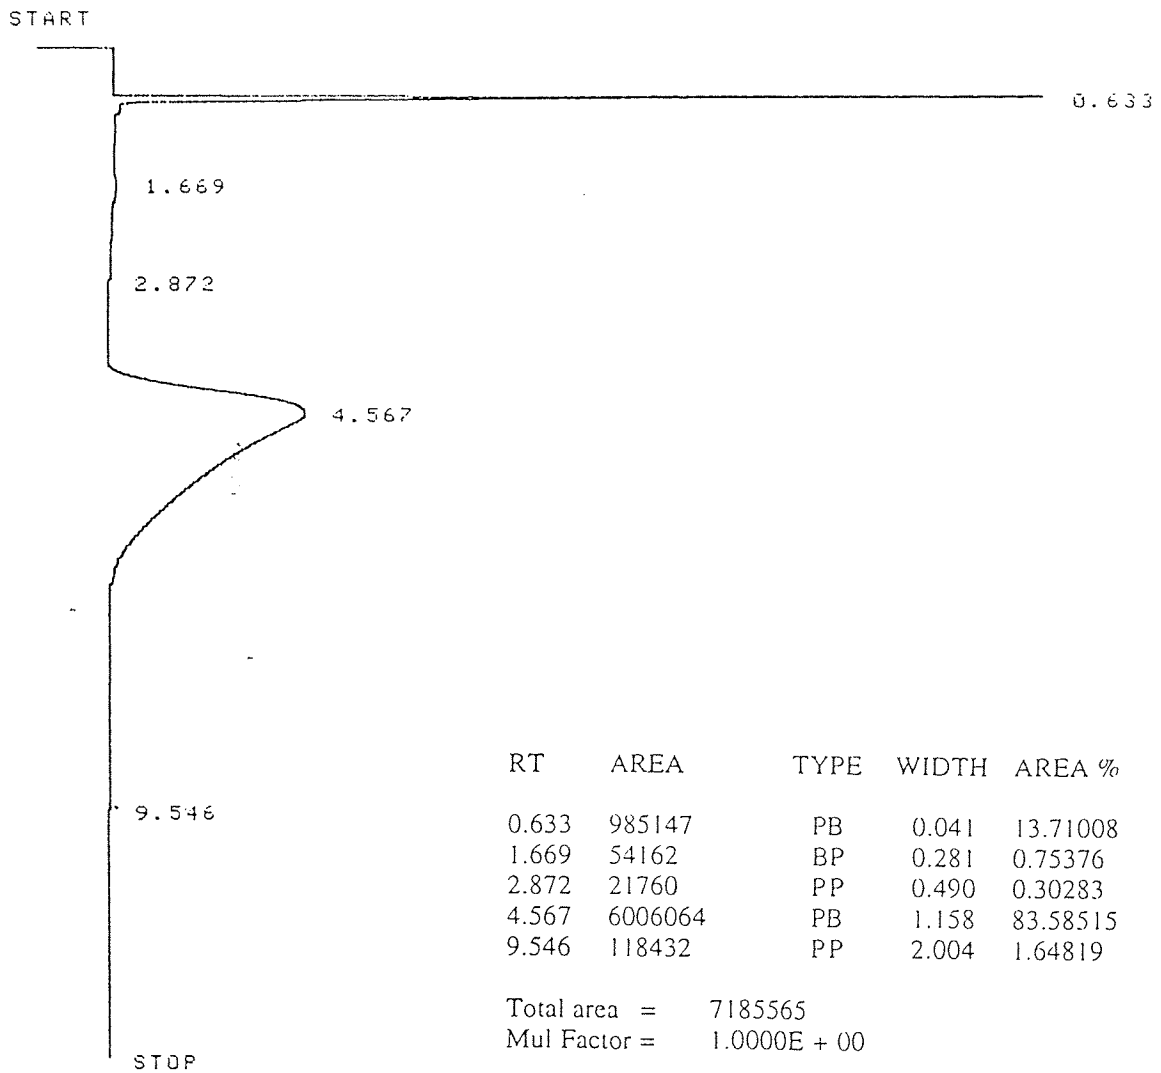 START
0.633
1.669
2.872
4.567
9.546
RT AREA TYPE WIDTH AREA %
0.633 985147 PB 0.041 13.71008
1.669 54162 BP 0.281 0.75376
2.872 21760 PP 0.490 0.30283
4.567 6006064 PB 1.158 83.58515
9.546 118432 PP 2.004 1.64819
Total area = 7185565
Mul Factor = 1.0000E + 00
STOP